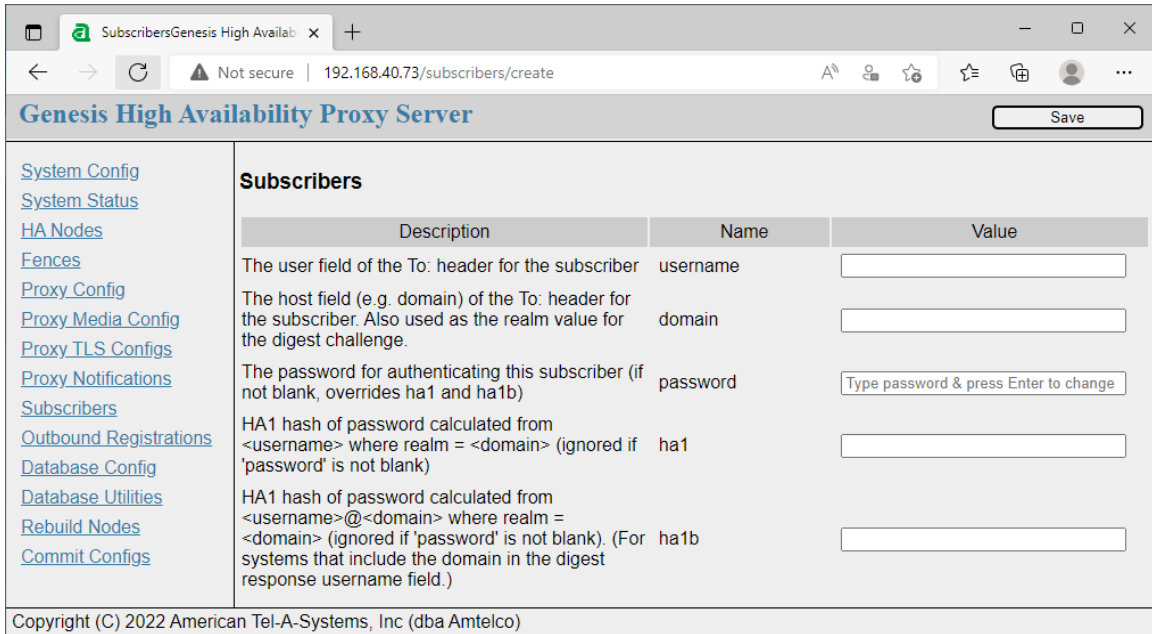 SubscribersGenesis High Availab
Not secure | 192.168.40.73/subscribers/create
Genesis High Availability Proxy Server
Save
System Config
System Status
HA Nodes
Fences
Proxy Config
Proxy Media Config
Proxy TLS Configs
Proxy Notifications
Subscribers
Outbound Registrations
Database Config
Database Utilities
Rebuild Nodes
Commit Configs
Subscribers
Description Name Value
The user field of the To: header for the subscriber username
The host field (e.g. domain) of the To: header for
the subscriber. Also used as the realm value for domain
the digest challenge.
The password for authenticating this subscriber (if
not blank, overrides ha1 and ha1b) password Type password & press Enter to change
HA1 hash of password calculated from
<username> where realm = <domain> (ignored if ha1
'password' is not blank)
HA1 hash of password calculated from
<username>@<domain> where realm =
<domain> (ignored if 'password' is not blank). (For ha1b
systems that include the domain in the digest
response username field.)
Copyright (C) 2022 American Tel-A-Systems, Inc (dba Amtelco)